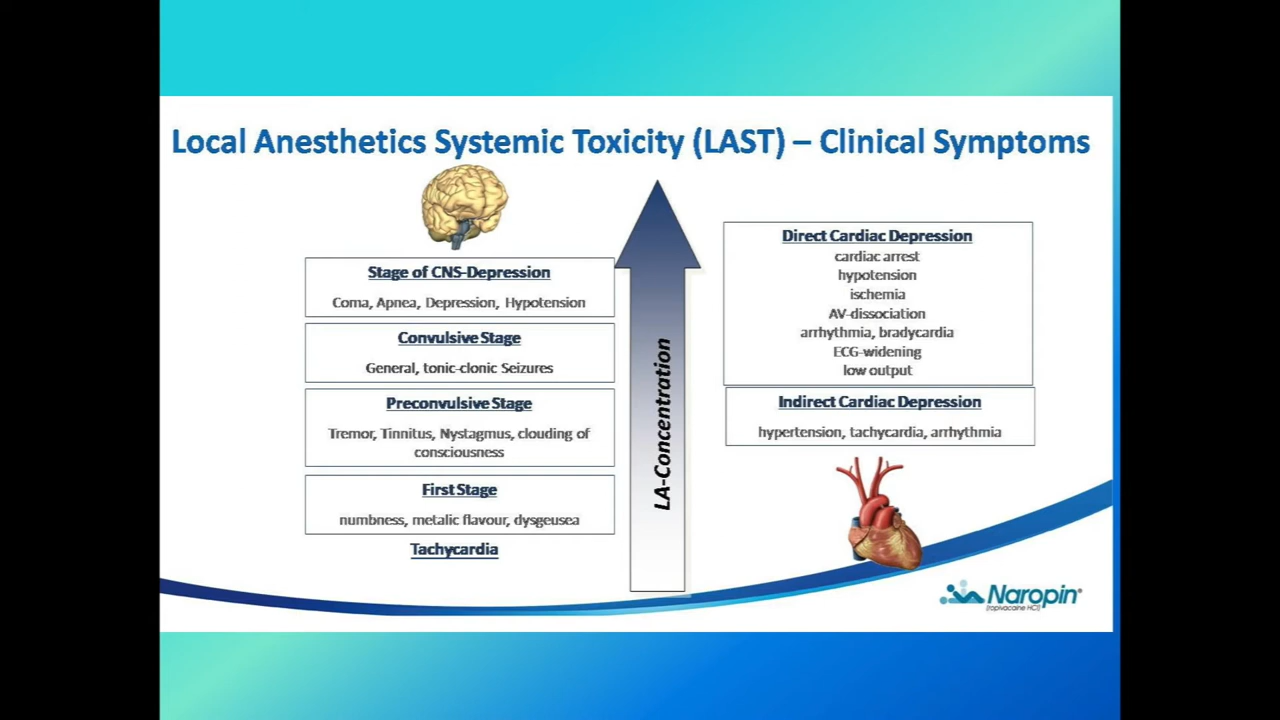 Local Anesthetics Systemic Toxicity (LAST) – Clinical Symptoms
Stage of CNS-Depression
Coma, Apnea, Depression, Hypotension
Convulsive Stage
General, tonic-clonic Seizures
Preconvulsive Stage
Tremor, Tinnitus, Nystagmus, clouding of
consciousness
First Stage
numbness, metalic flavour, dysgeusea
Tachycardia
LA-Concentration
Direct Cardiac Depression
cardiac arrest
hypotension
ischemia
AV-dissociation
arrhythmia, bradycardia
ECG-widening
low output
Indirect Cardiac Depression
hypertension, tachycardia, arrhythmia
Naropin®
(ropivacaine HCl)